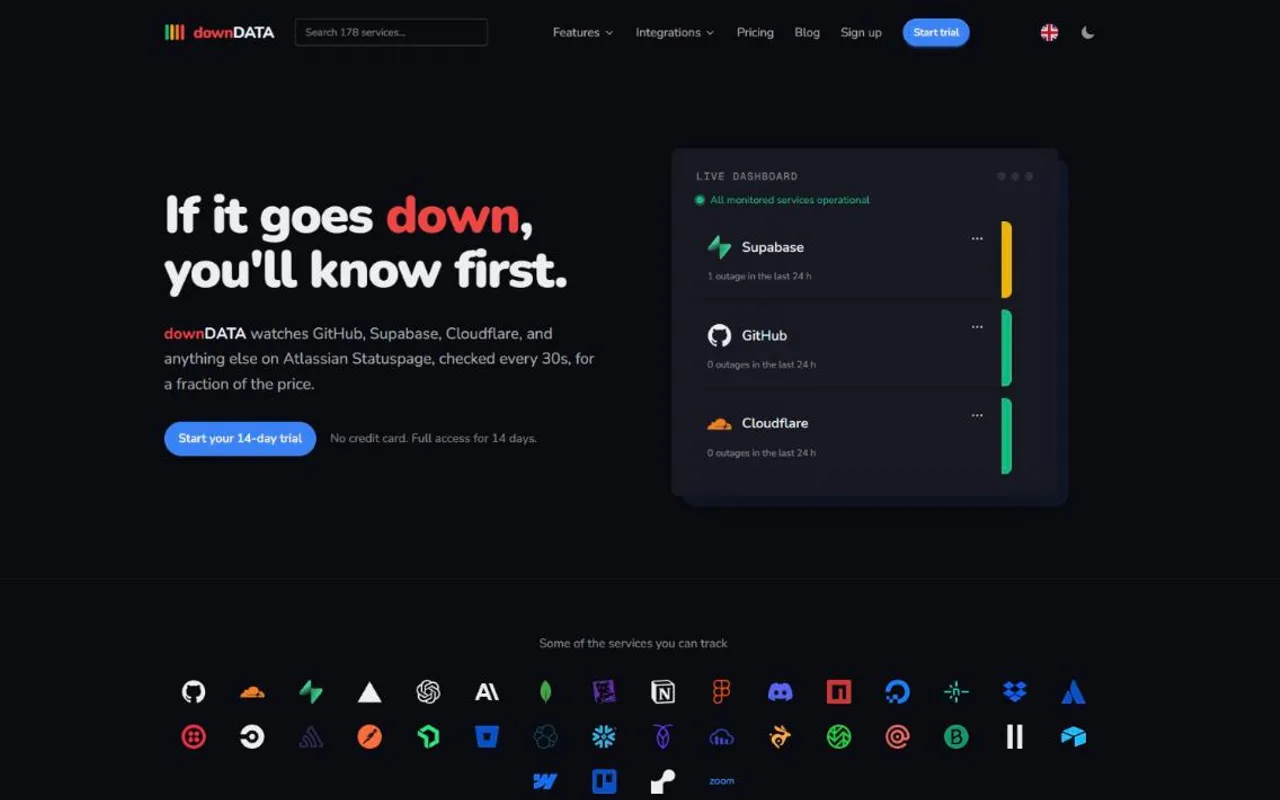 downDATA
Search 178 services...
Features
Integrations
Pricing
Blog
Sign up
Start trial
If it goes down,
you'll know first.
downDATA watches GitHub, Supabase, Cloudflare, and
anything else on Atlassian Statuspage, checked every 30s, for
a fraction of the price.
Start your 14-day trial
No credit card. Full access for 14 days.
LIVE DASHBOARD
All monitored services operational
Supabase
1 outage in the last 24 h
GitHub
0 outages in the last 24 h
Cloudflare
0 outages in the last 24 h
Some of the services you can track
zoom